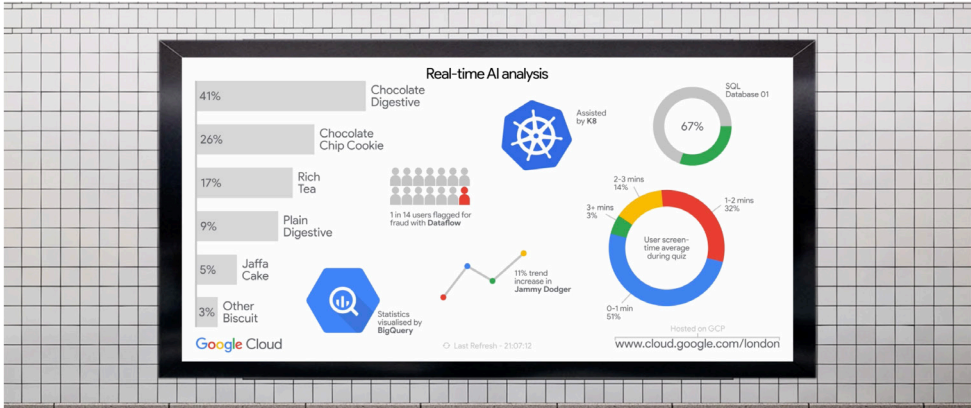 Real-time AI analysis
41%
Chocolate
Digestive
26%
Chocolate
Chip Cookie
17%
Rich
Tea
9%
Plain
Digestive
5%
Jaffa
Cake
3%
Other
Biscuit
Google Cloud
1 in 14 users flagged for
fraud with Dataflow
Statistics
visualised by
BigQuery
11% trend
increase in
Jammy Dodger
Last Refresh - 21:07:12
Assisted
by K8
SQL
Database 01
67%
2-3 mins
14%
3+ mins
3%
1-2 mins
32%
User screen-
time average
during quiz
0-1 min
51%
Hosted on GCP
www.cloud.google.com/london